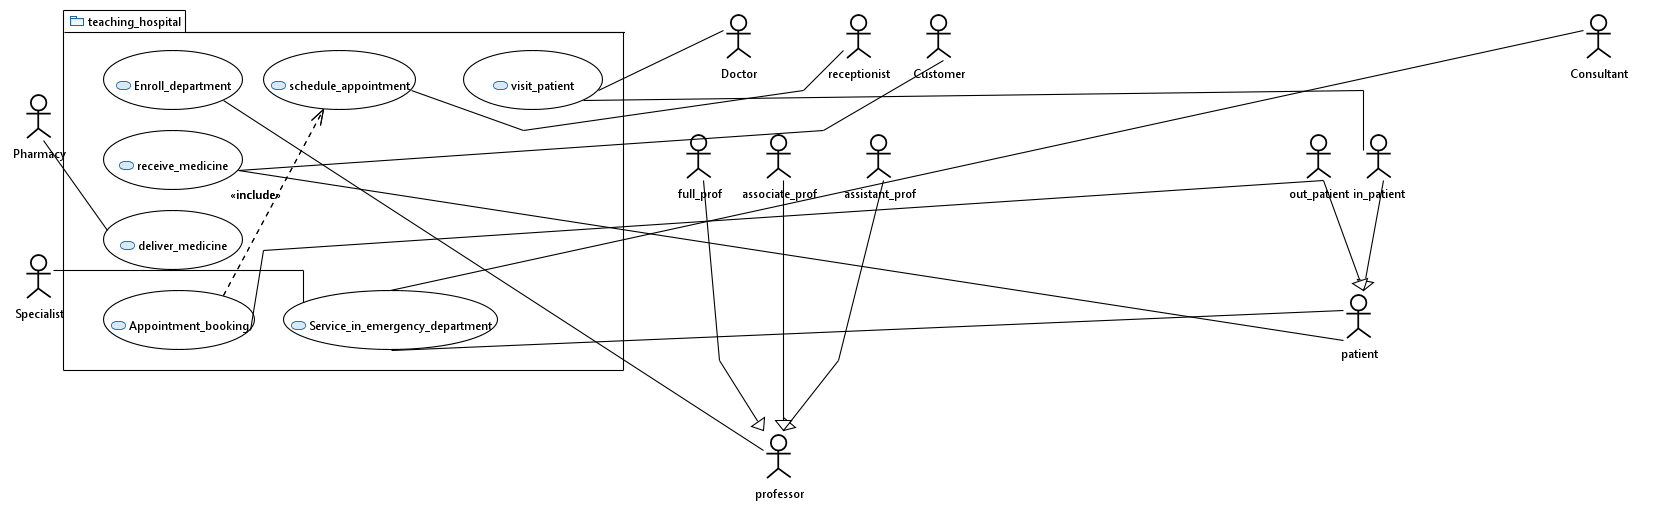 teaching_hospital
Doctor
receptionist
Customer
Consultant
Enroll_department
schedule_appointment
visit_patient
Pharmacy
receive_medicine
«include»
full_prof
associate_prof
assistant_prof
out_patient
in_patient
deliver_medicine
Specialist
Appointment_booking
Service_in_emergency_department
patient
professor